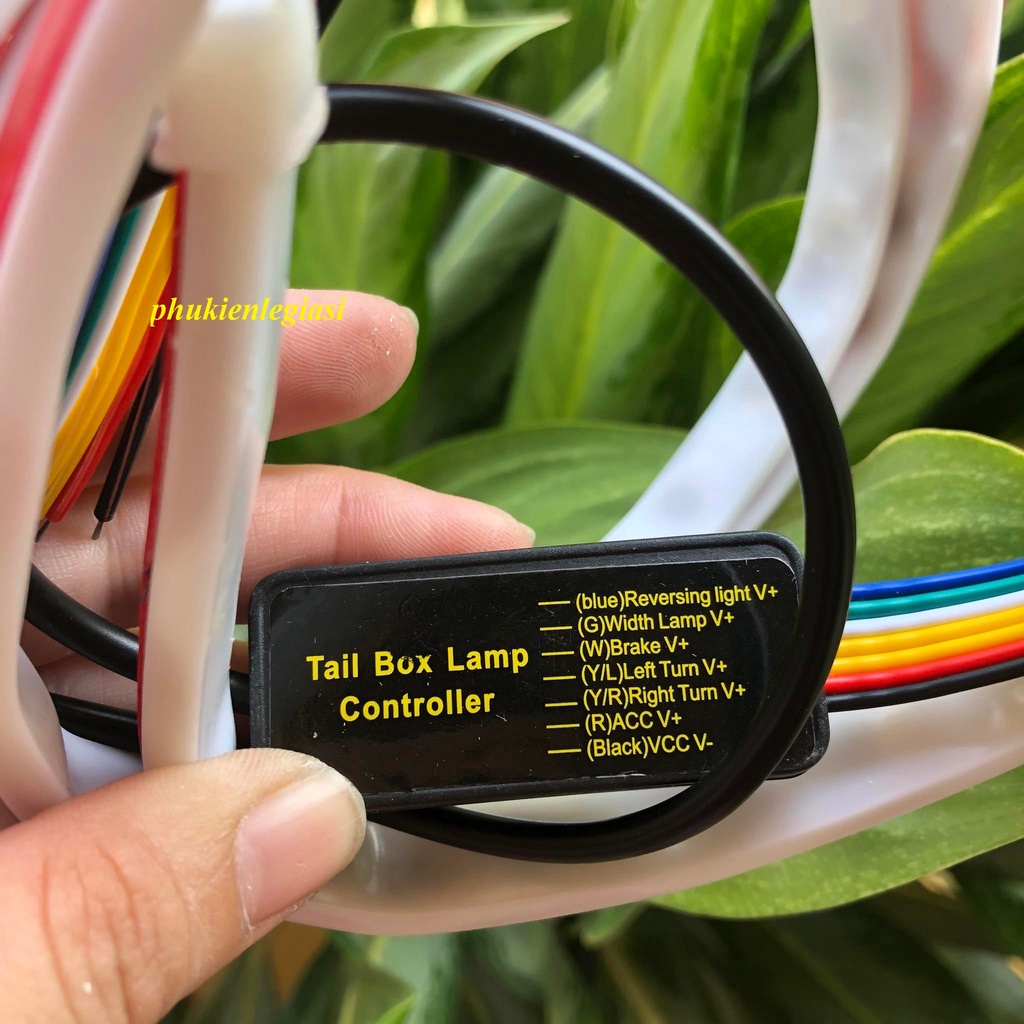 phukienlegiasi
Tail Box Lamp
Controller
(blue)Reversing light V+
(G)Width Lamp V+
(W)Brake V+
(Y/L)Left Turn V+
(Y/R)Right Turn V+
(R)ACC V+
(Black)VCC V-